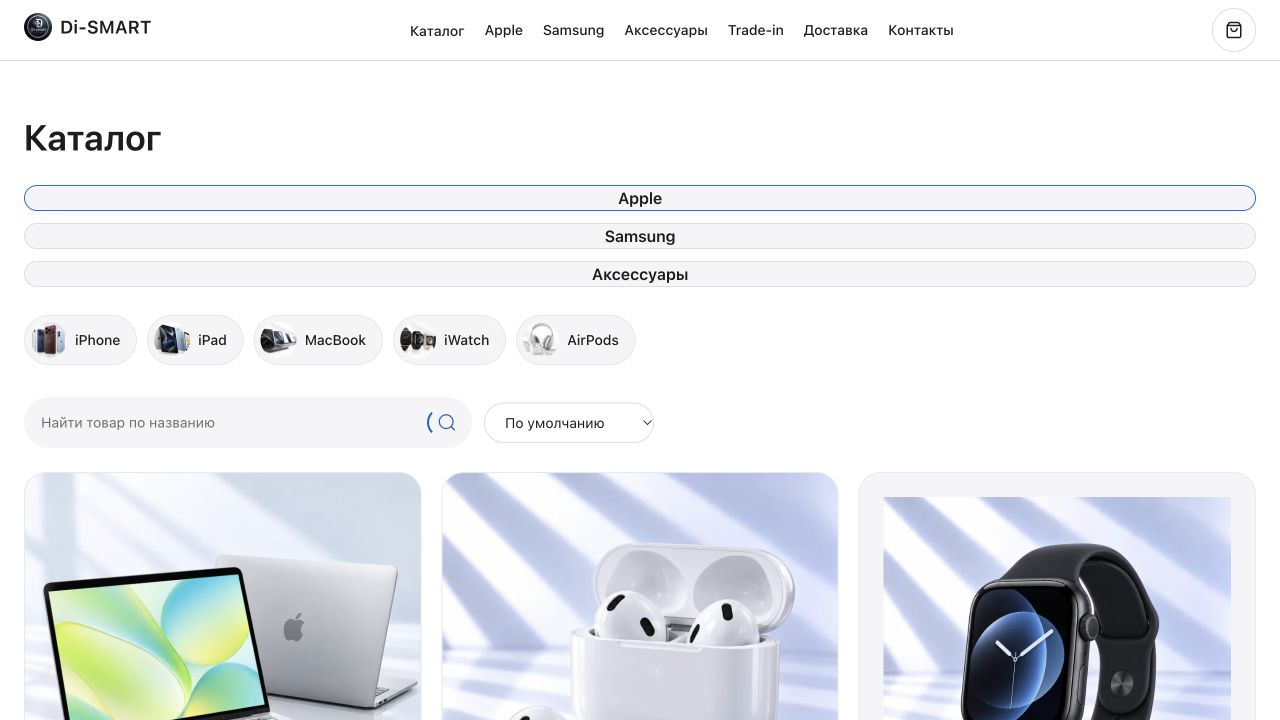 Di-SMART
Каталог
Apple
Samsung
Аксессуары
Trade-in
Доставка
Контакты
Каталог
Apple
Samsung
Аксессуары
iPhone
iPad
MacBook
iWatch
AirPods
Найти товар по названию
По умолчанию